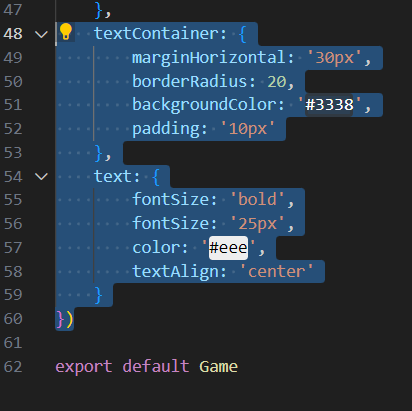 47 },
48 textContainer: {
49 marginHorizontal: '30px',
50 borderRadius: 20,
51 backgroundColor: '#3338',
52 padding: '10px'
53 },
54 text: {
55 fontSize: 'bold',
56 fontSize: '25px',
57 color: '#eee',
58 textAlign: 'center'
59 }
60 })
61
62 export default Game